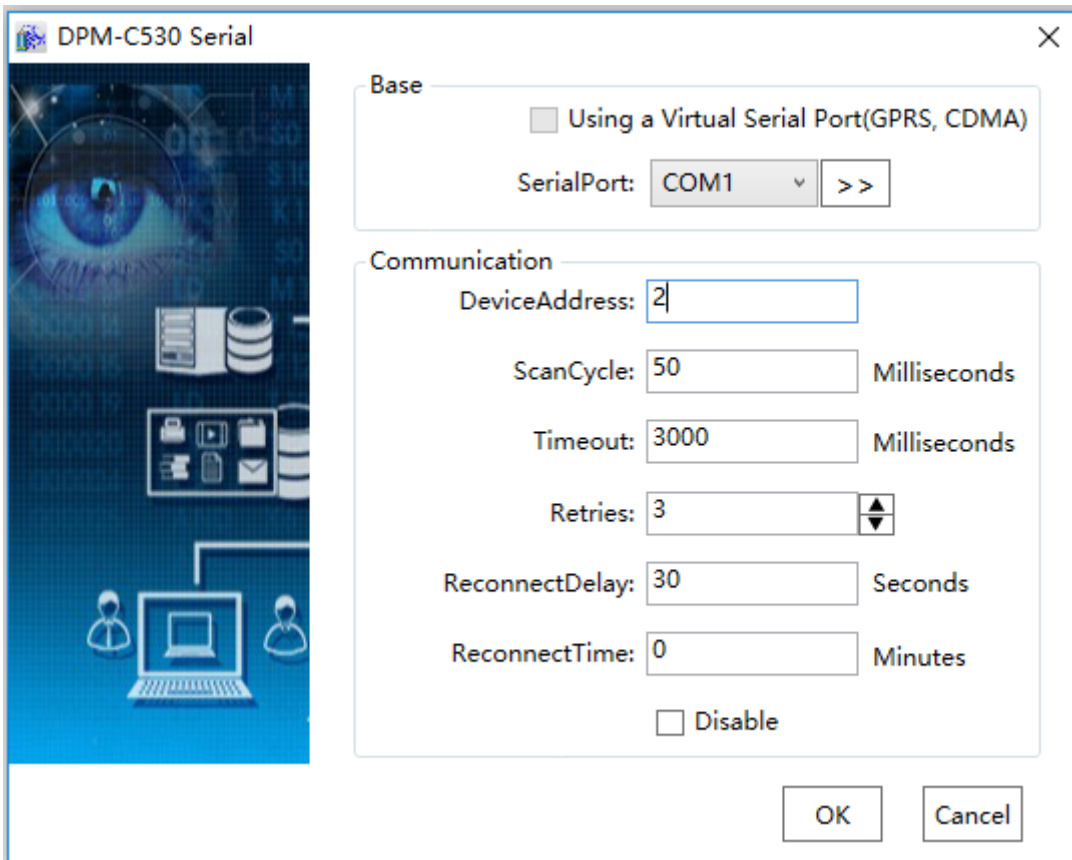 DPM-C530 Serial
Base
Using a Virtual Serial Port(GPRS, CDMA)
SerialPort: COM1 >>
Communication
DeviceAddress: 2
ScanCycle: 50 Milliseconds
Timeout: 3000 Milliseconds
Retries: 3
ReconnectDelay: 30 Seconds
ReconnectTime: 0 Minutes
Disable
OK Cancel